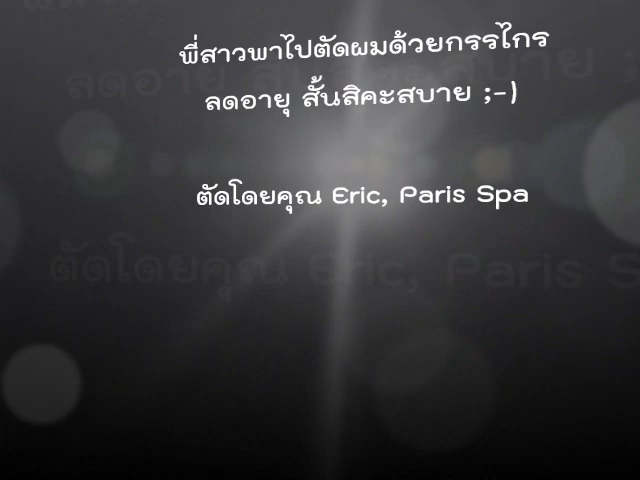 พี่สาวพาไปตัดผมด้วยกรรไกร
ลดอายุ สั้นสิคะสบาย ;-)
ตัดโดยคุณ Eric, Paris Spa